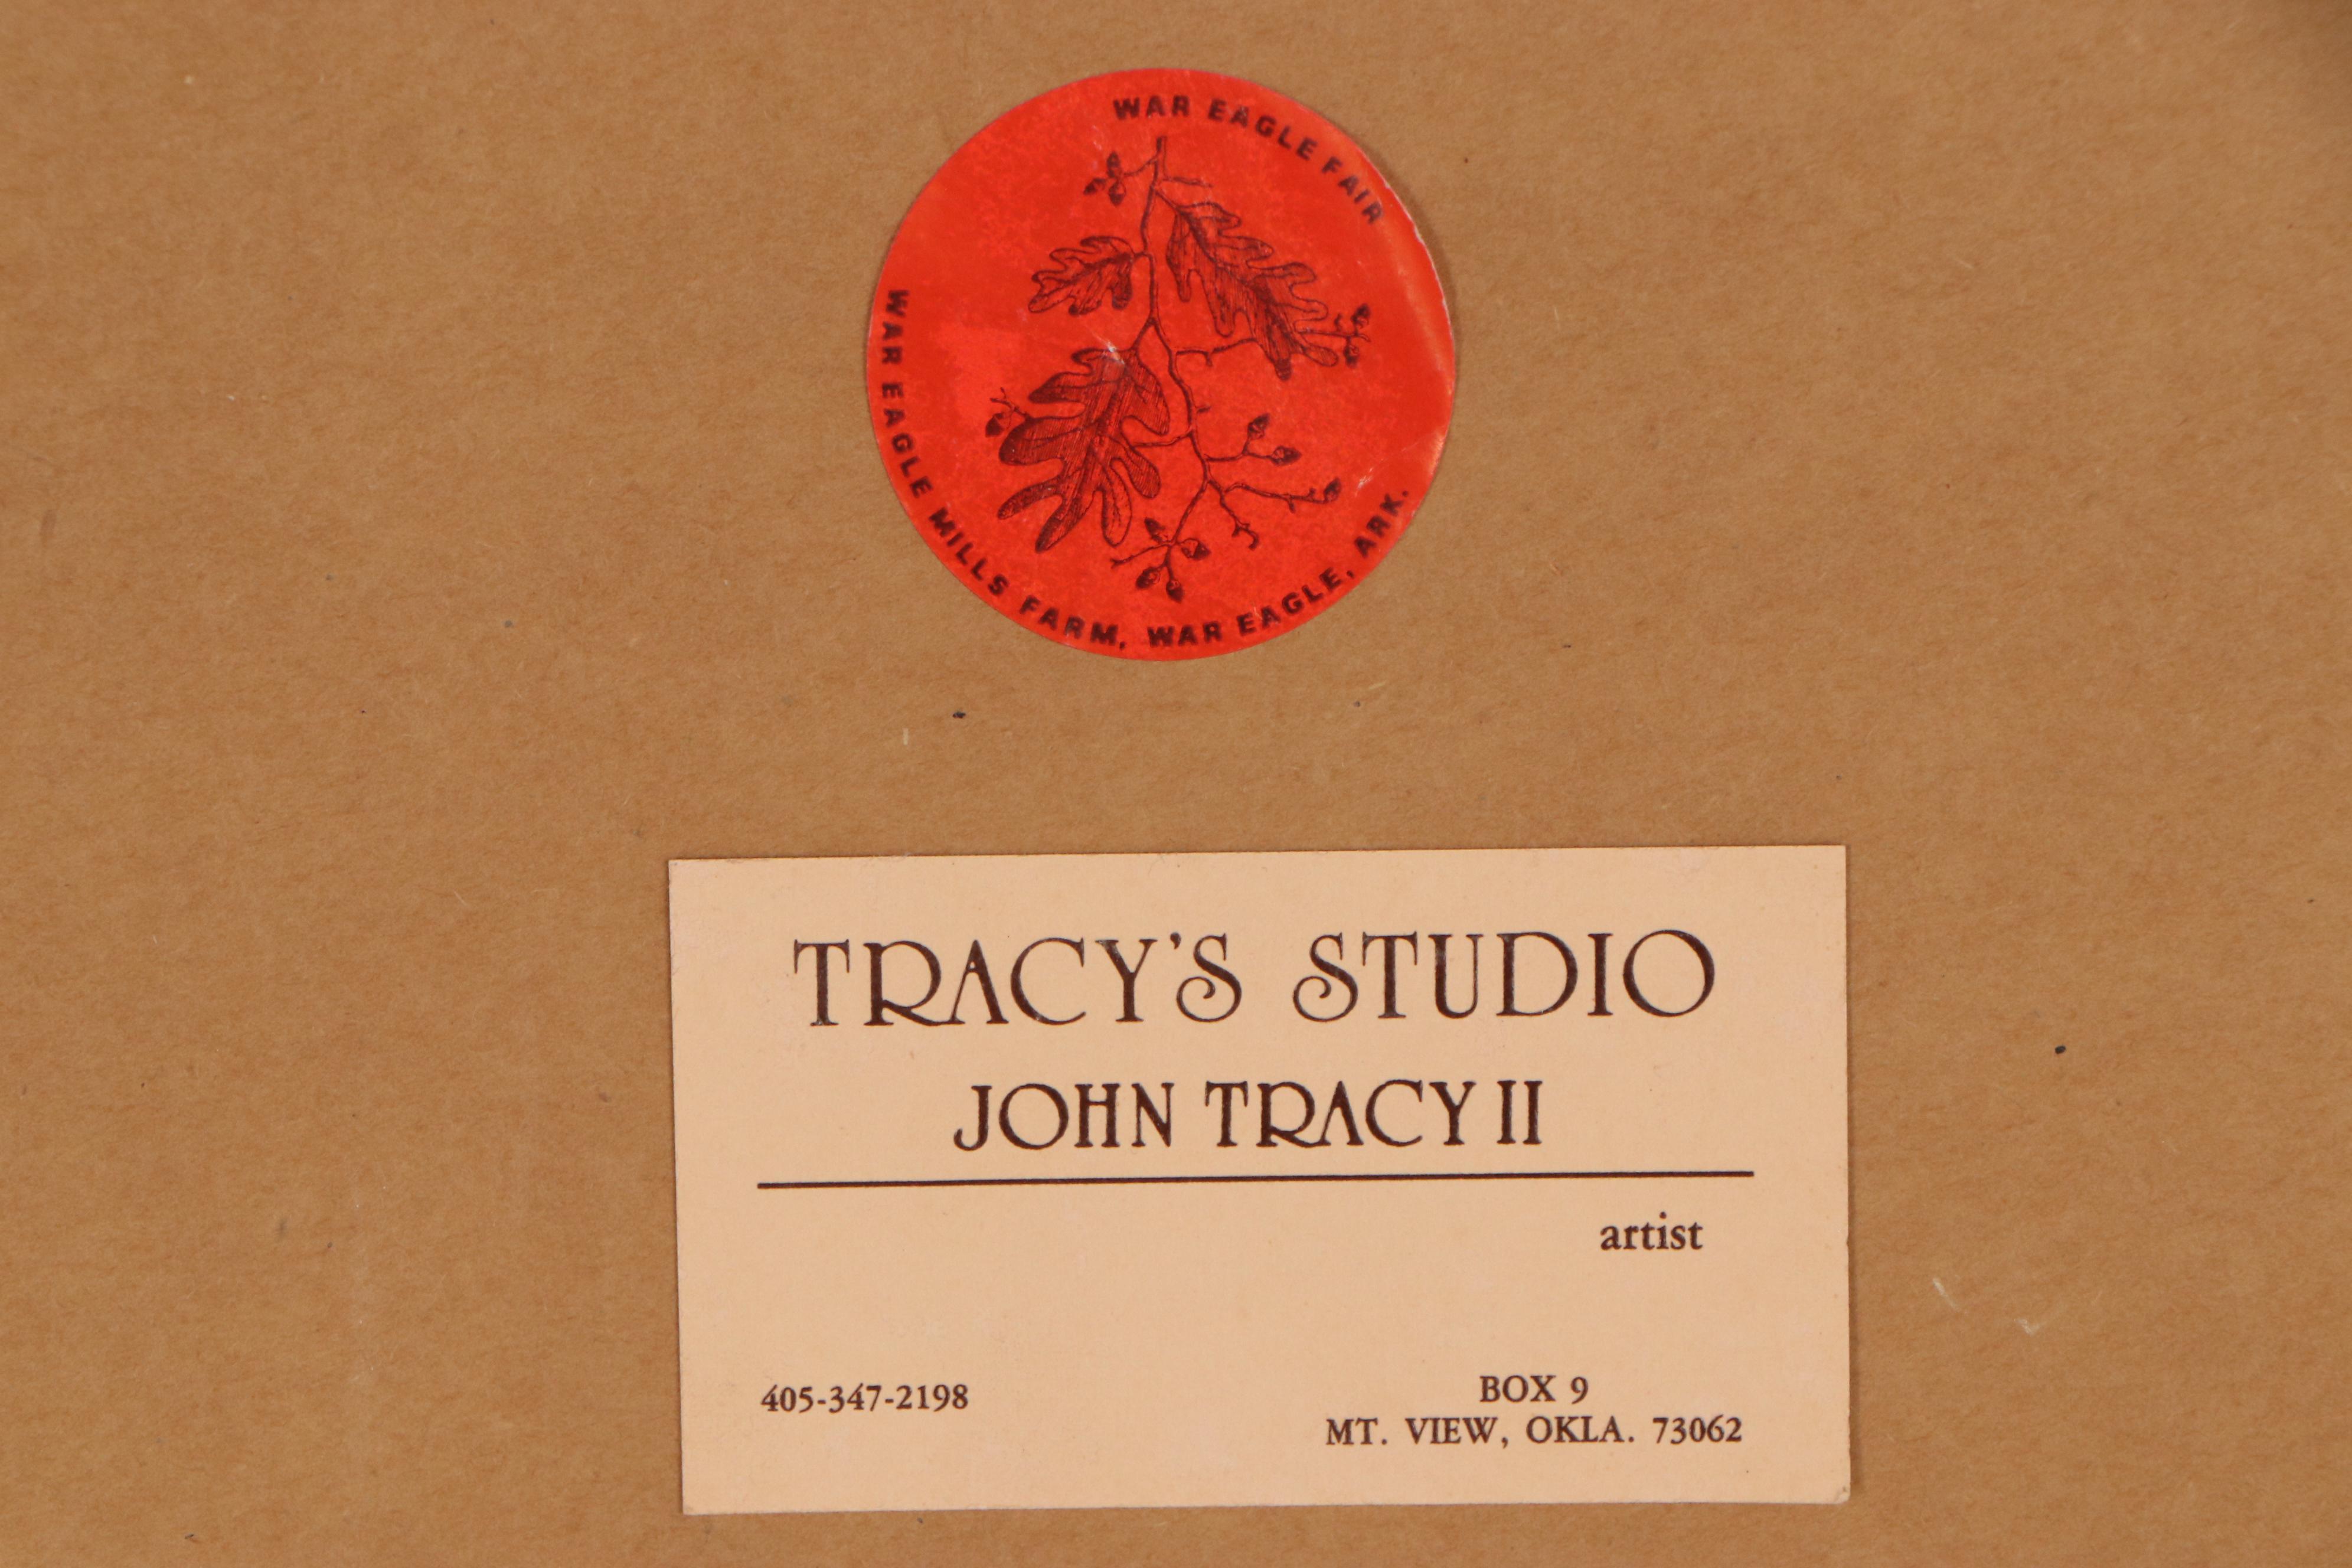 WAR EAGLE FAIR
WAR EAGLE MILLS FARM, WAR EAGLE, ARK.
TRACY'S STUDIO
JOHN TRACY II
artist
405-347-2198
BOX 9
MT. VIEW, OKLA. 73062